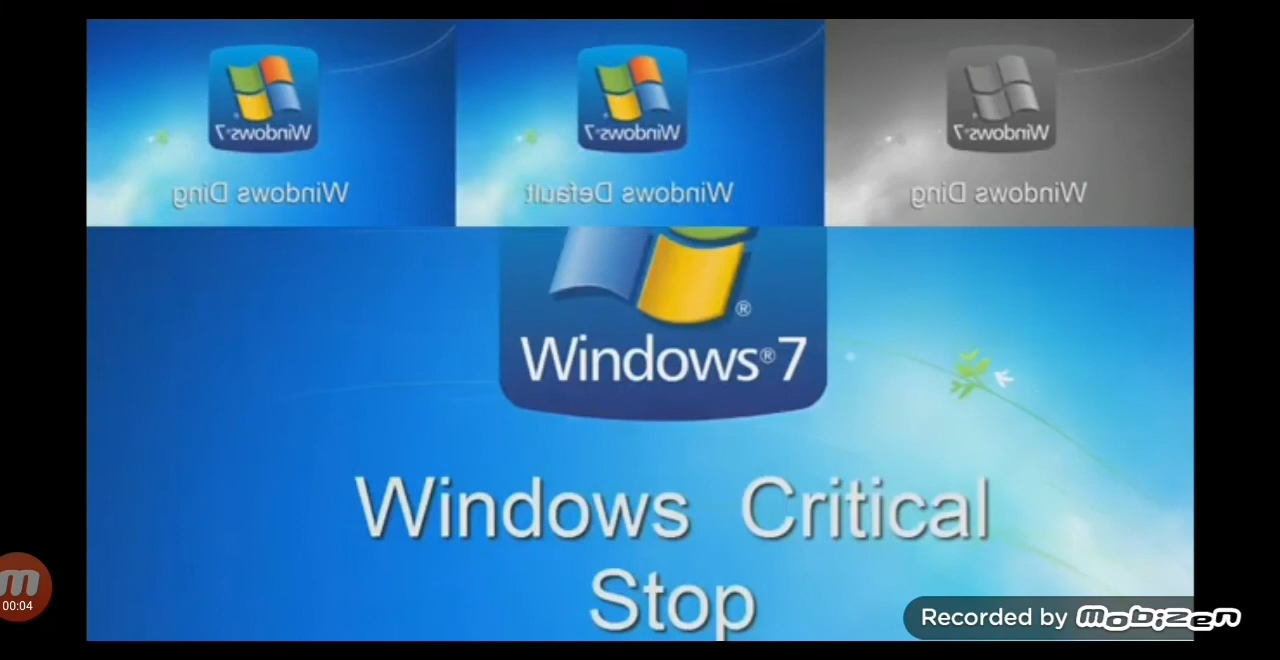 Windows 7
Windows Ding
Windows 7
Windows Default
Windows 7
Windows Ding
Windows® 7
®
Windows Critical
Stop
00:04
Recorded by mobizen